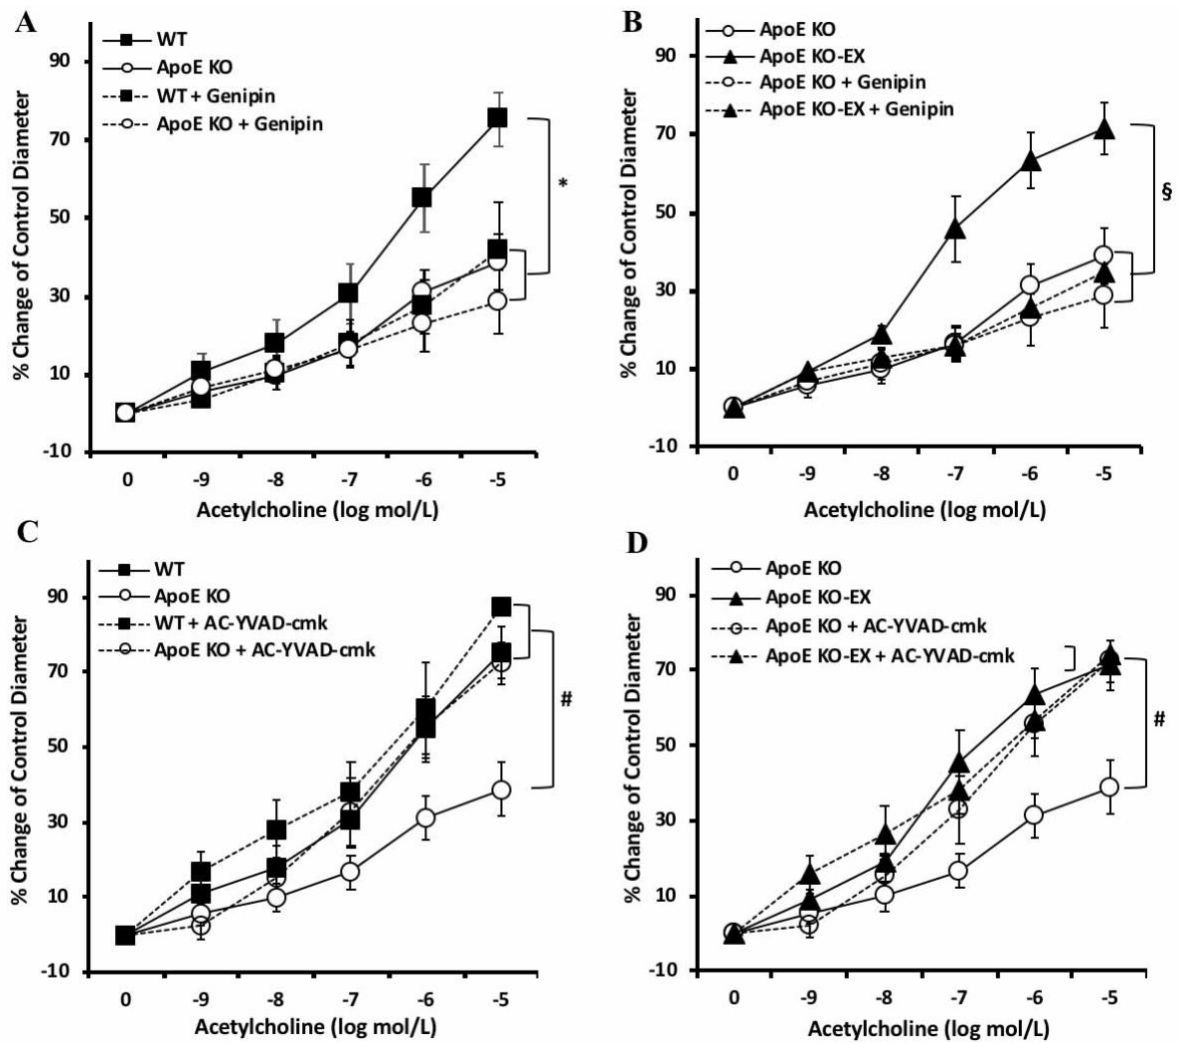 A
WT
ApoE KO
WT + Genipin
ApoE KO + Genipin
% Change of Control Diameter
90
70
50
30
10
-10
*
0 -9 -8 -7 -6 -5
Acetylcholine (log mol/L)
B
ApoE KO
ApoE KO-EX
ApoE KO + Genipin
ApoE KO-EX + Genipin
% Change of Control Diameter
90
70
50
30
10
-10
§
0 -9 -8 -7 -6 -5
Acetylcholine (log mol/L)
C
WT
ApoE KO
WT + AC-YVAD-cmk
ApoE KO + AC-YVAD-cmk
% Change of Control Diameter
90
70
50
30
10
-10
#
0 -9 -8 -7 -6 -5
Acetylcholine (log mol/L)
D
ApoE KO
ApoE KO-EX
ApoE KO + AC-YVAD-cmk
ApoE KO-EX + AC-YVAD-cmk
% Change of Control Diameter
90
70
50
30
10
-10
#
0 -9 -8 -7 -6 -5
Acetylcholine (log mol/L)